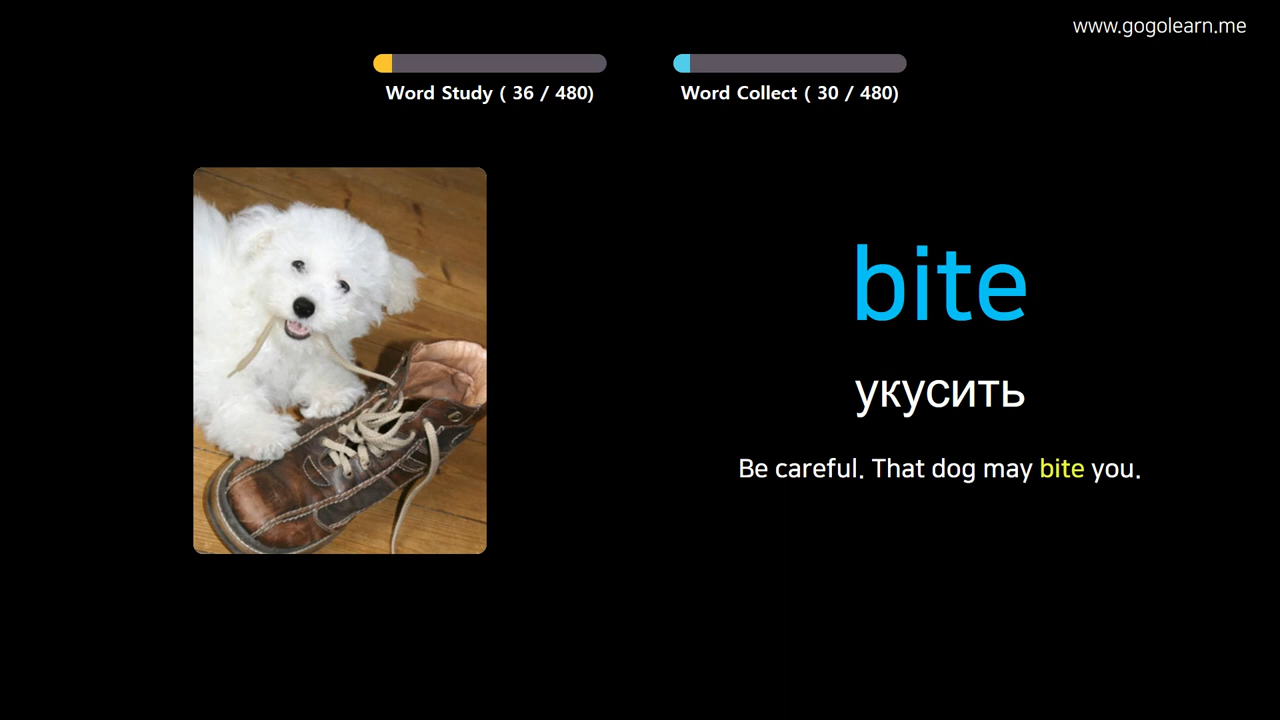 www.gogolearn.me
Word Study ( 36 / 480)
Word Collect ( 30 / 480)
bite
укусить
Be careful. That dog may bite you.